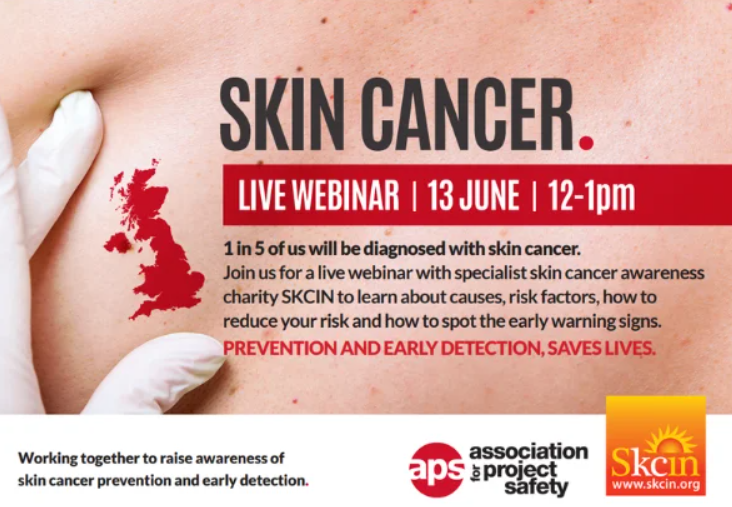 SKIN CANCER.
LIVE WEBINAR | 13 JUNE | 12-1pm
1 in 5 of us will be diagnosed with skin cancer.
Join us for a live webinar with specialist skin cancer awareness
charity SKCIN to learn about causes, risk factors, how to
reduce your risk and how to spot the early warning signs.
PREVENTION AND EARLY DETECTION, SAVES LIVES.
Working together to raise awareness of
skin cancer prevention and early detection.
aps
association
for project
safety
Skcin
www.skcin.org